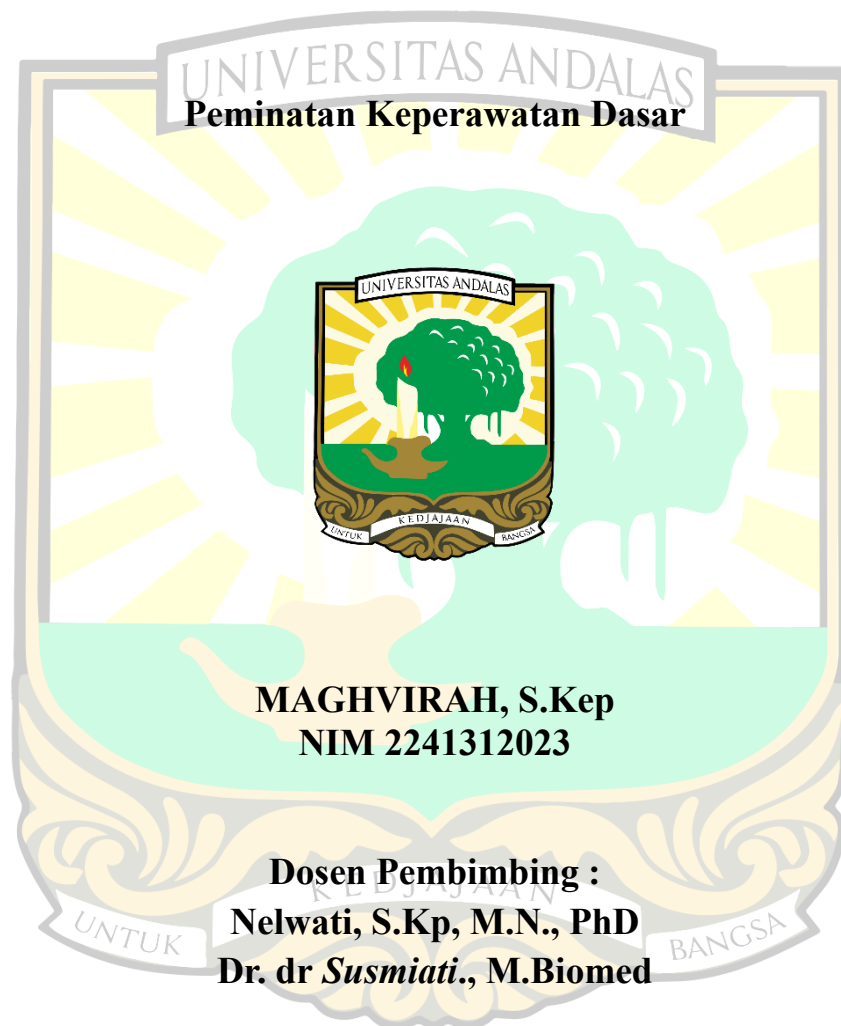 UNIVERSITAS ANDALAS
Peminatan Keperawatan Dasar
UNIVERSITAS ANDALAS
UNTUK KEDJAJAAN BANGSA
MAGHVIRAH, S.Kep
NIM 2241312023
Dosen Pembimbing :
KEDJAJAAN
Nelwati, S.Kp, M.N., PhD
UNTUK BANGSA
Dr. dr Susmiati., M.Biomed